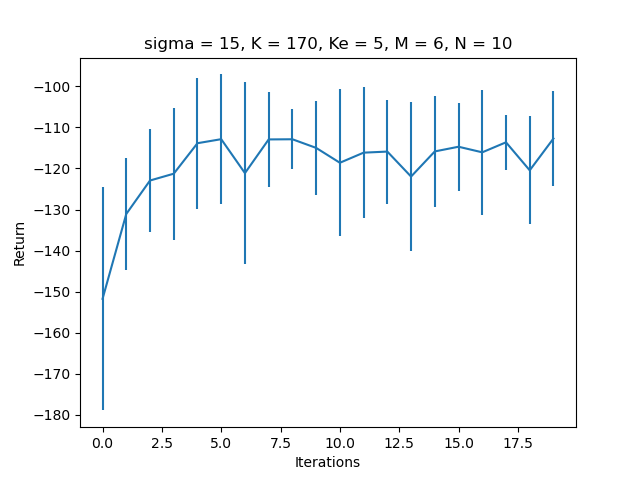 sigma = 15, K = 170, Ke = 5, M = 6, N = 10
−100
−110
−120
−130
−140
−150
−160
−170
−180
Return
0.0 2.5 5.0 7.5 10.0 12.5 15.0 17.5
Iterations